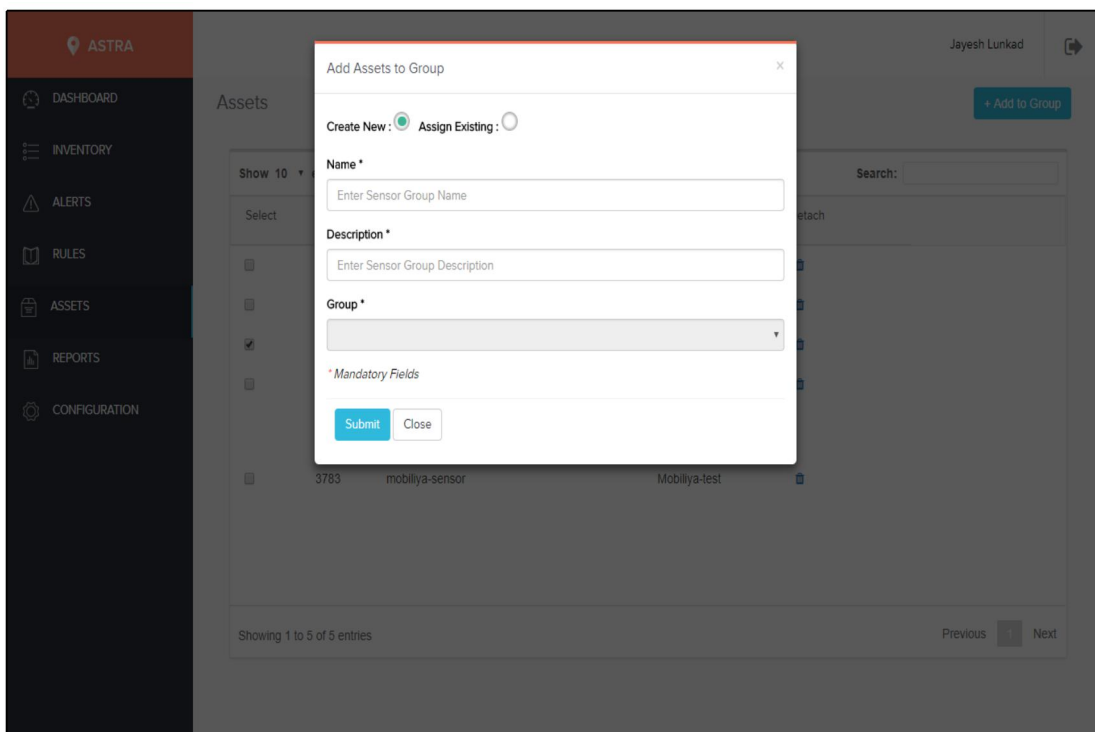 ASTRA
Jayesh Lunkad
DASHBOARD
INVENTORY
ALERTS
RULES
ASSETS
REPORTS
CONFIGURATION
Assets
+ Add to Group
Show 10
Search:
Select
etach
Add Assets to Group
×
Create New : Assign Existing :
Name *
Enter Sensor Group Name
Description *
Enter Sensor Group Description
Group *
* Mandatory Fields
Submit Close
3783 mobiliya-sensor Mobiliya-test
Showing 1 to 5 of 5 entries
Previous 1 Next